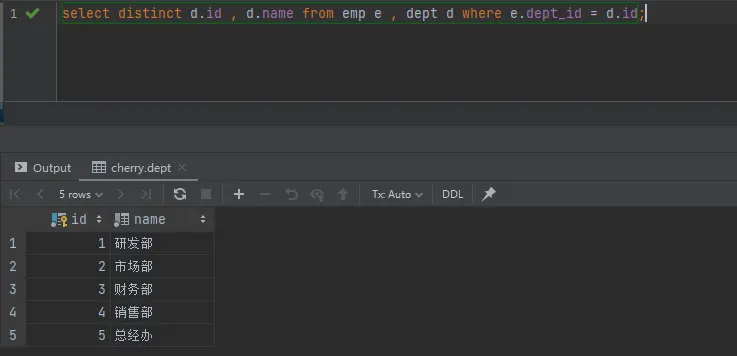 1 select distinct d.id , d.name from emp e , dept d where e.dept_id = d.id;
Output cherry.dept
5 rows Tx: Auto DDL
id name
1 1 研发部
2 2 市场部
3 3 财务部
4 4 销售部
5 5 总经办